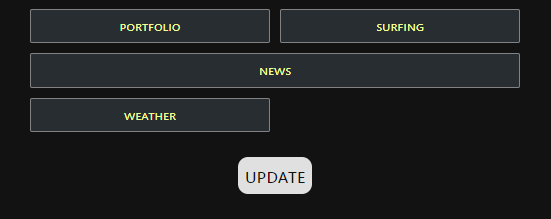 PORTFOLIO
SURFING
NEWS
WEATHER
UPDATE